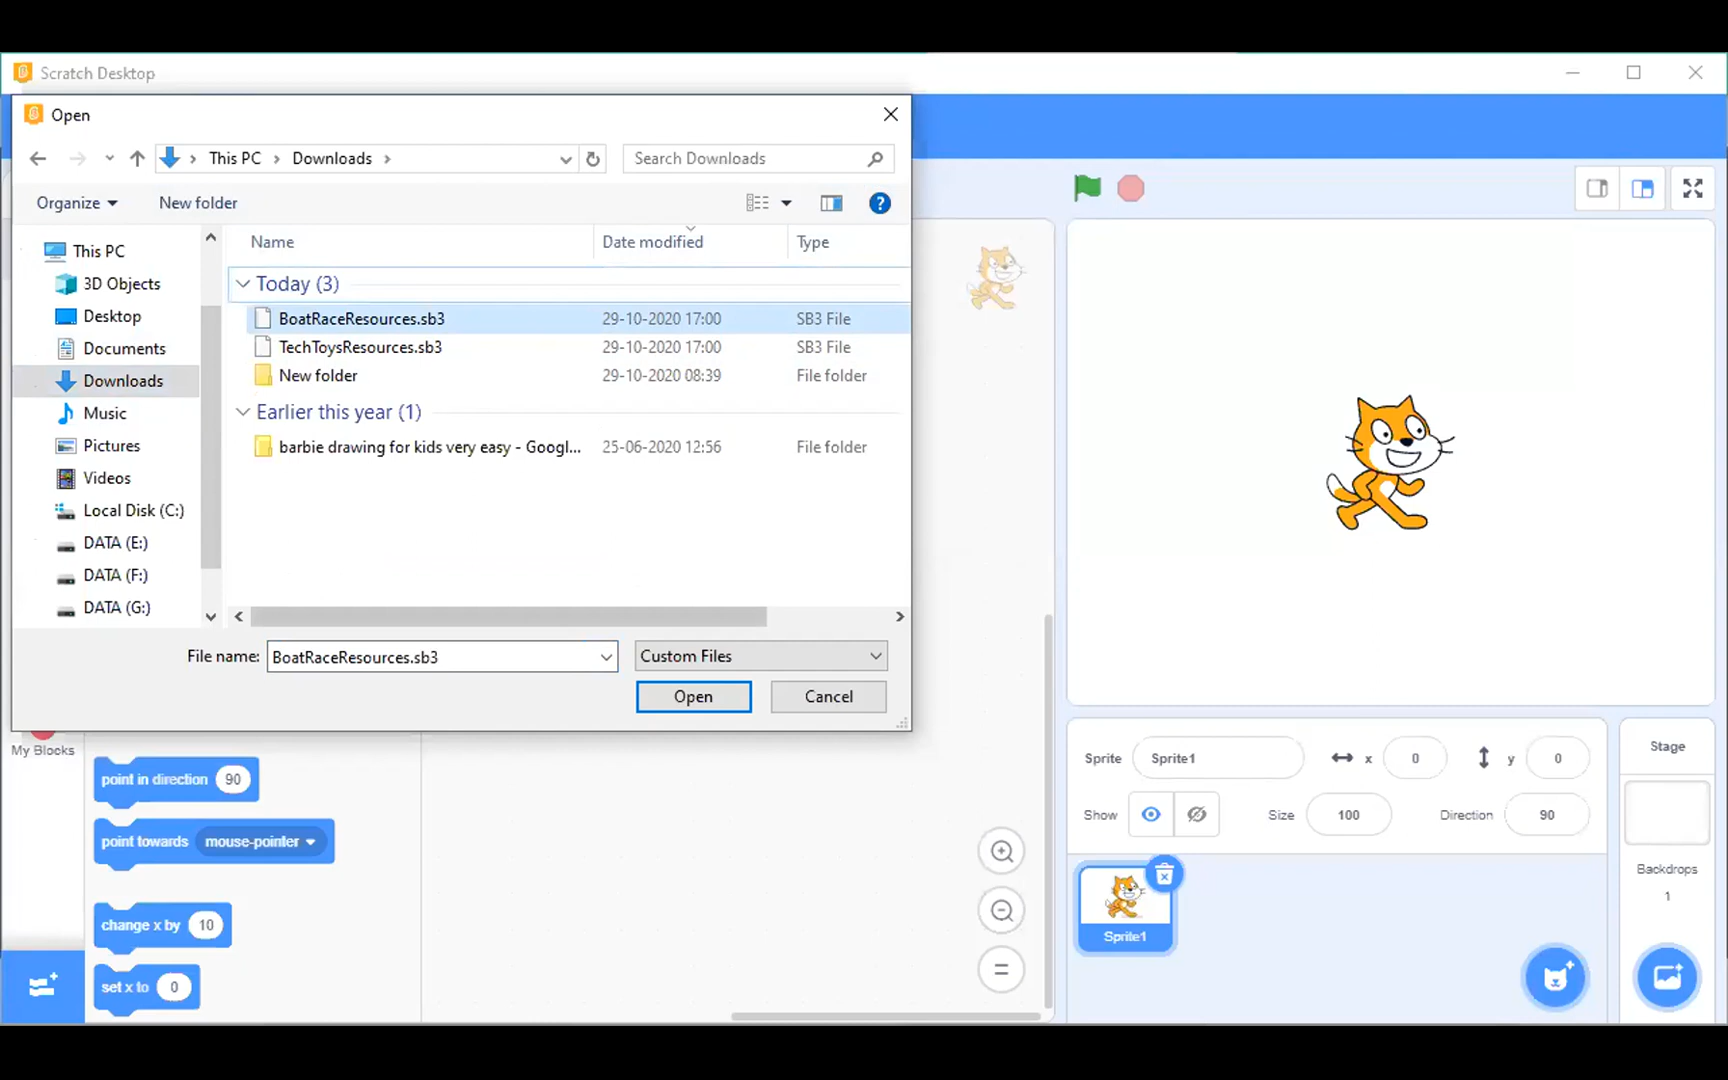 Scratch Desktop
Open
This PC > Downloads >
Search Downloads
Organize
New folder
Name Date modified Type
This PC
3D Objects
Desktop
Documents
Downloads
Music
Pictures
Videos
Local Disk (C:)
DATA (E:)
DATA (F:)
DATA (G:)
Today (3)
BoatRaceResources.sb3 29-10-2020 17:00 SB3 File
TechToysResources.sb3 29-10-2020 17:00 SB3 File
New folder 29-10-2020 08:39 File folder
Earlier this year (1)
barbie drawing for kids very easy - Googl... 25-06-2020 12:56 File folder
File name: BoatRaceResources.sb3
Custom Files
Open Cancel
My Blocks
point in direction 90
point towards mouse-pointer
change x by 10
set x to 0
Sprite Sprite1 x 0 y 0
Show Size 100 Direction 90
Sprite1
Stage
Backdrops
1